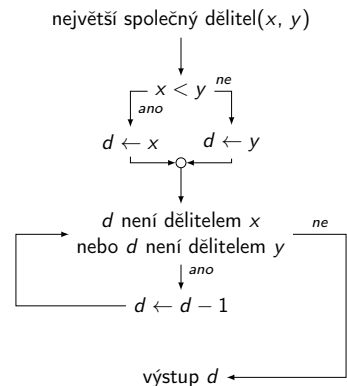 největší společný dělitel(x, y)
x < y
ne
ano
d ← x
d ← y
d není dělitelem x
nebo d není dělitelem y
ne
ano
d ← d − 1
výstup d